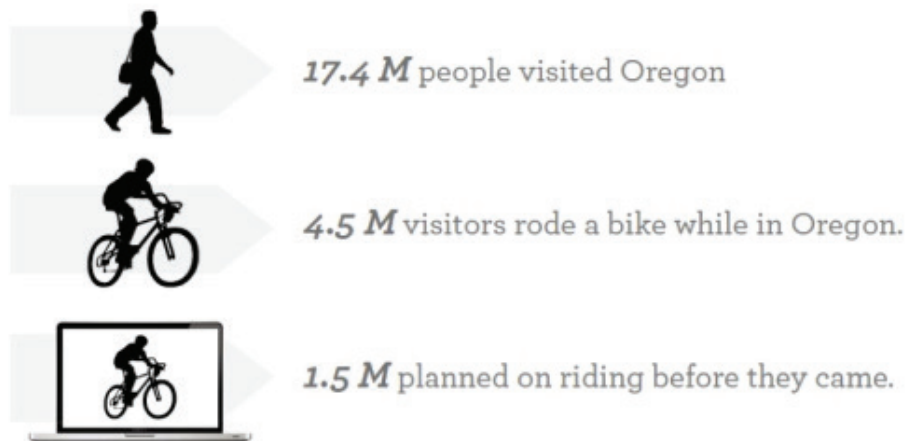 17.4 M people visited Oregon
4.5 M visitors rode a bike while in Oregon.
1.5 M planned on riding before they came.